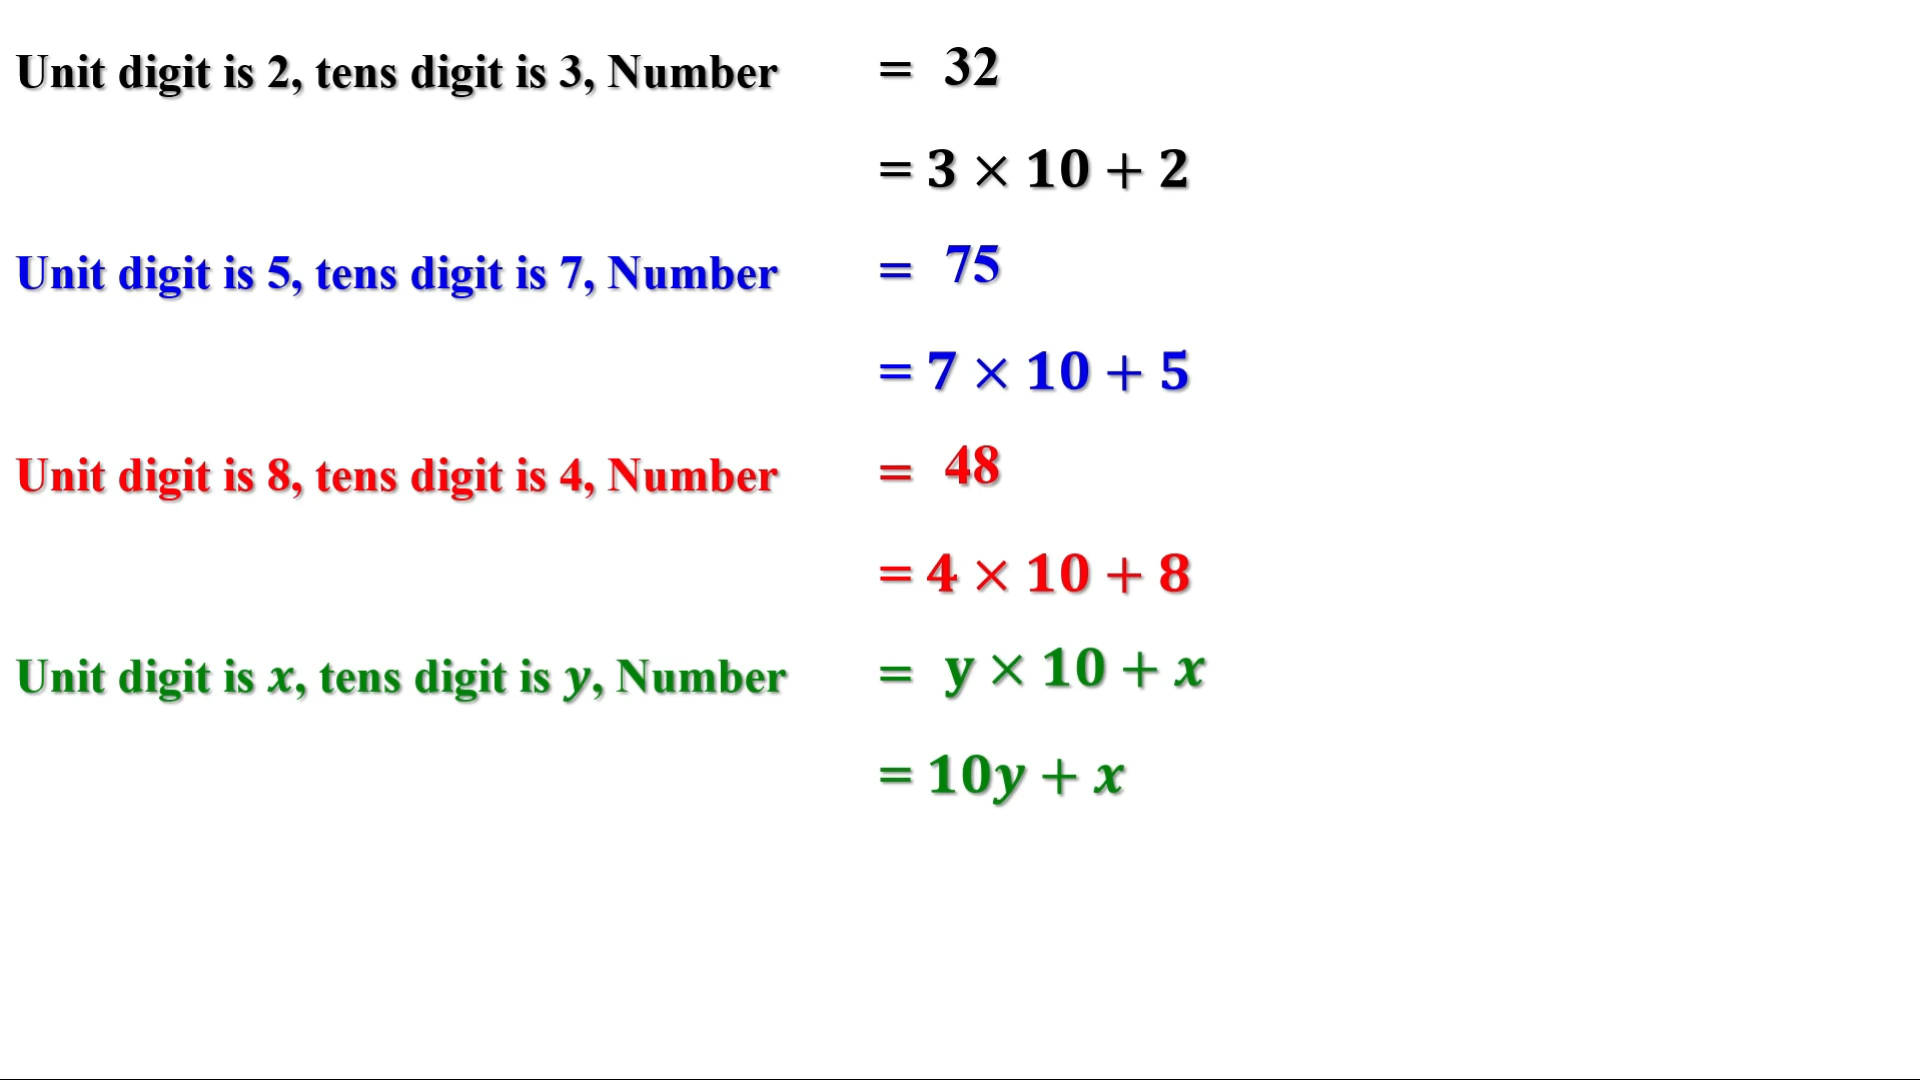 Unit digit is 2, tens digit is 3, Number = 32
= 3 × 10 + 2
Unit digit is 5, tens digit is 7, Number = 75
= 7 × 10 + 5
Unit digit is 8, tens digit is 4, Number = 48
= 4 × 10 + 8
Unit digit is x, tens digit is y, Number = y × 10 + x
= 10y + x